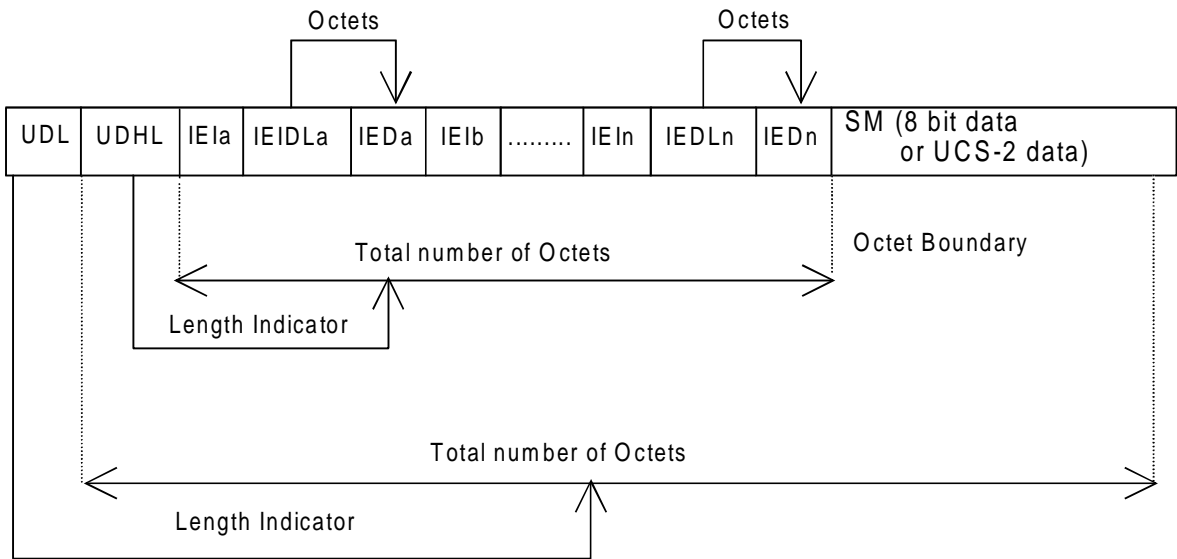 Octets Octets
UDL UDHL IEIa IEIDLa IEDa IEIb ......... IEIn IEDLn IEDn SM (8 bit data
or UCS-2 data)
Total number of Octets Octet Boundary
Length Indicator
Total number of Octets
Length Indicator